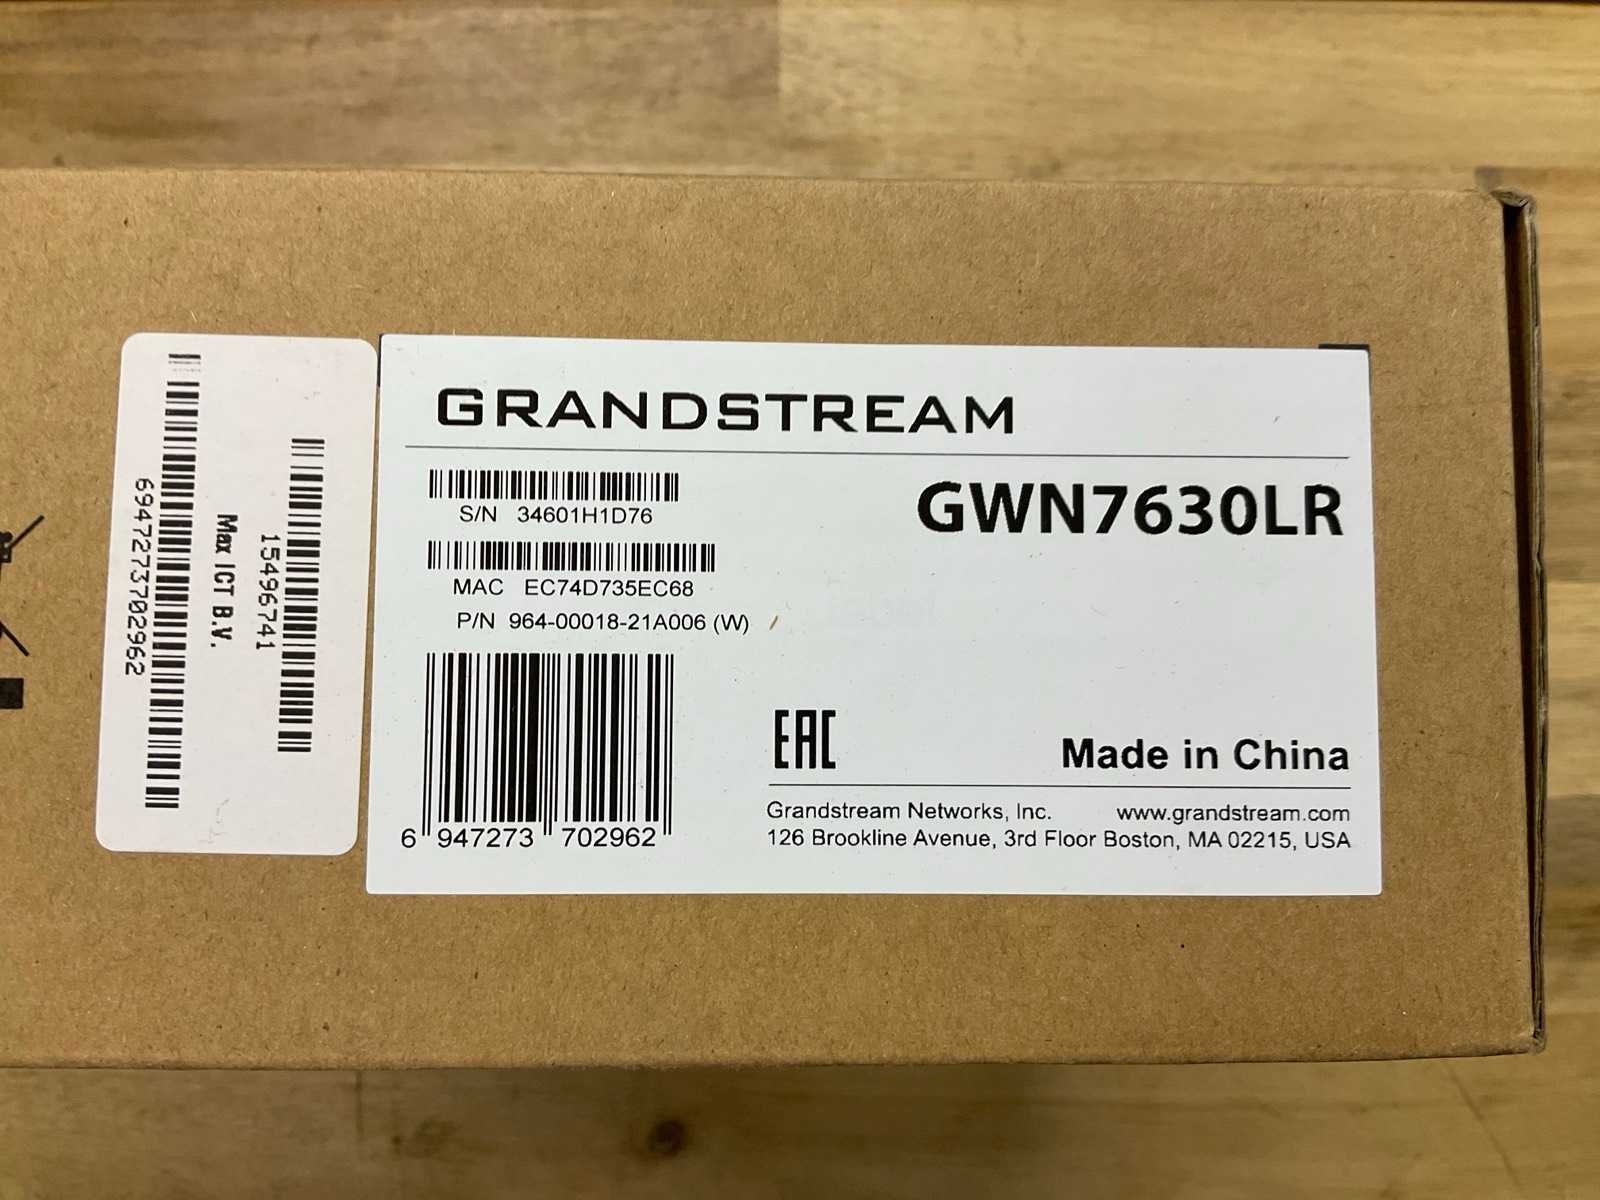 6947273702962
Max ICT B.V.
15496741
GRANDSTREAM
S/N 34601H1D76
GWN7630LR
MAC EC74D735EC68
P/N 964-00018-21A006 (W)
6 947273 702962
EAC
Made in China
Grandstream Networks, Inc. www.grandstream.com
126 Brookline Avenue, 3rd Floor Boston, MA 02215, USA